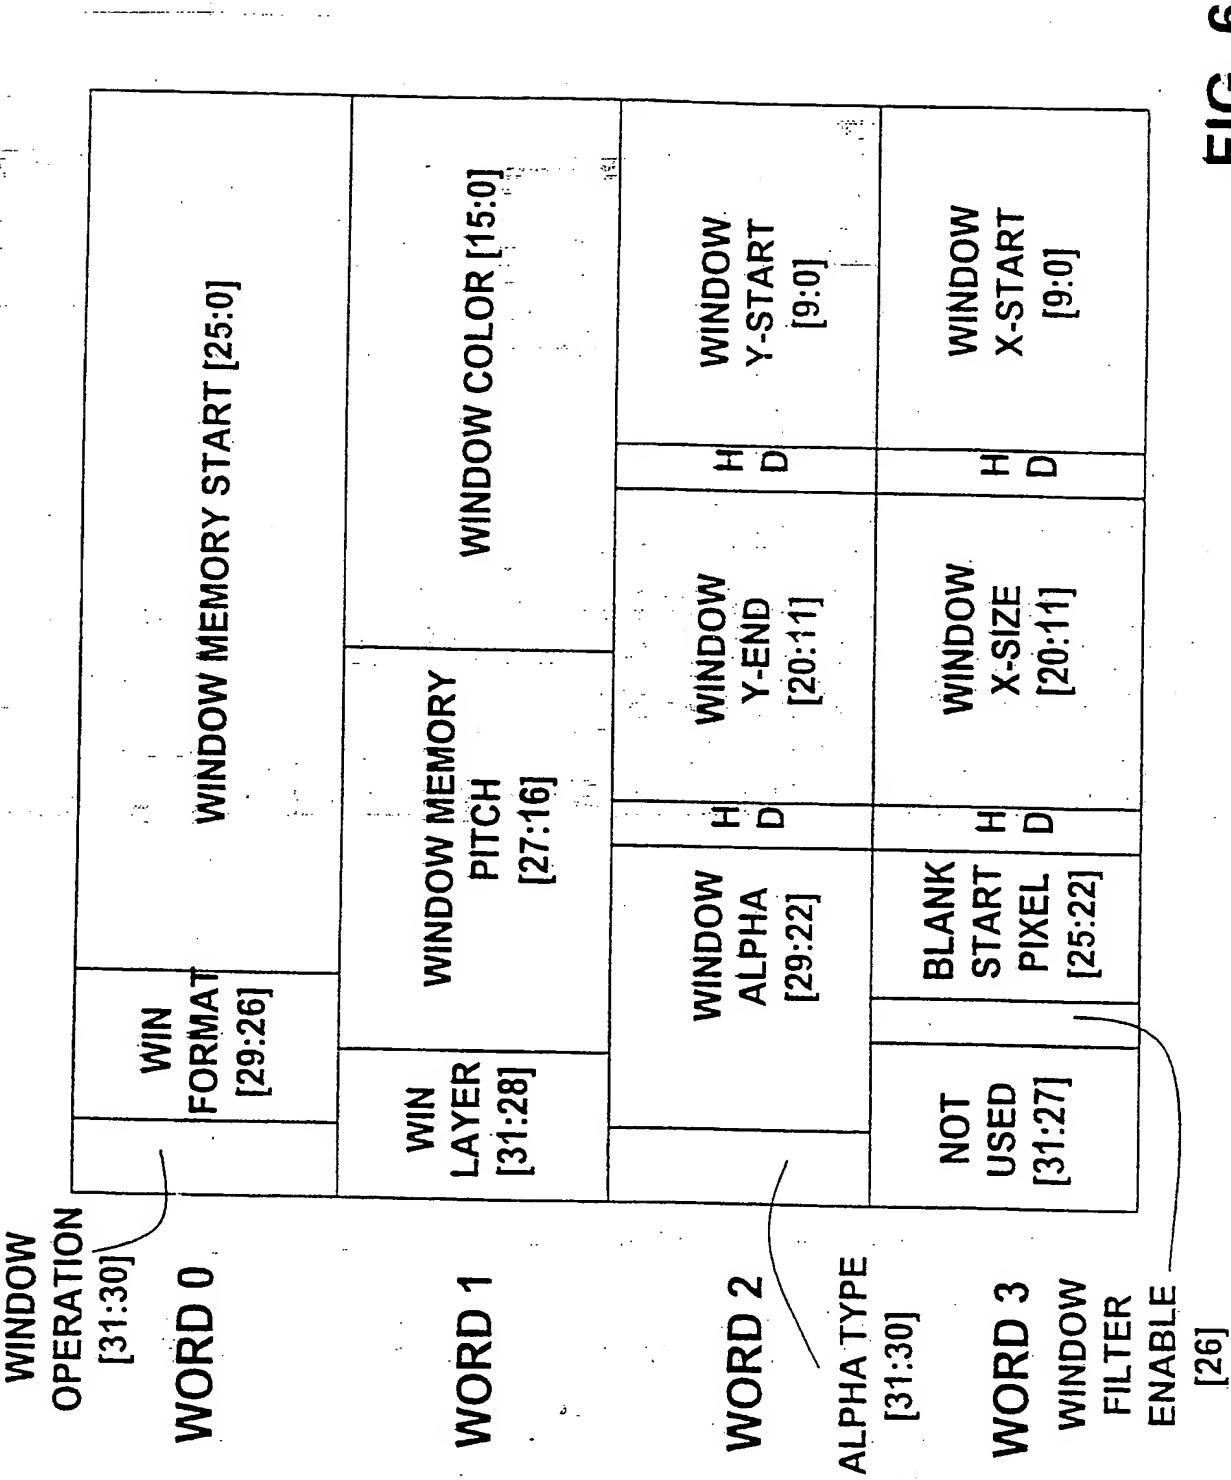 WINDOW
OPERATION
[31:30]
WORD 0
WIN
FORMAT
[29:26]
WINDOW MEMORY START [25:0]
WORD 1
WIN
LAYER
[31:28]
WINDOW MEMORY
PITCH
[27:16]
WINDOW COLOR [15:0]
WORD 2
ALPHA TYPE
[31:30]
WINDOW
ALPHA
[29:22]
H
D
WINDOW
Y-END
[20:11]
H
D
WINDOW
Y-START
[9:0]
WORD 3
NOT
USED
[31:27]
WINDOW
FILTER
ENABLE
[26]
BLANK
START
PIXEL
[25:22]
H
D
WINDOW
X-SIZE
[20:11]
H
D
WINDOW
X-START
[9:0]
FIG. 6